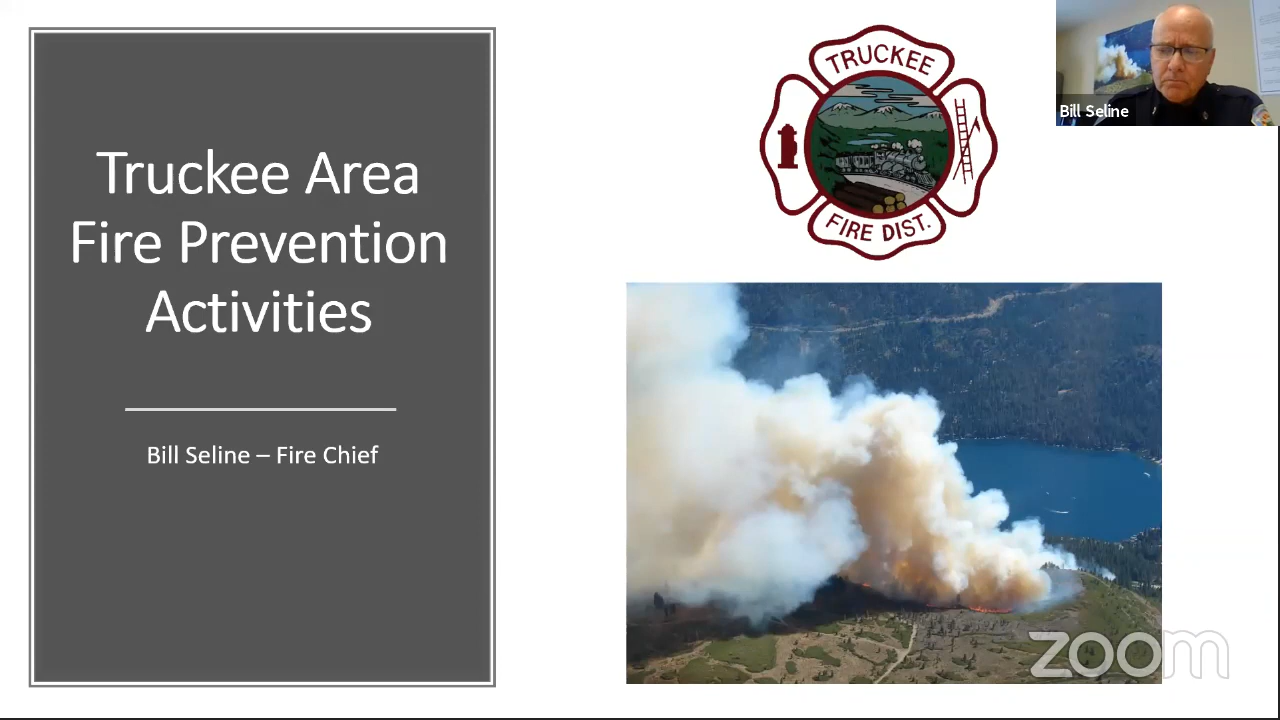 Truckee Area
Fire Prevention
Activities
Bill Seline – Fire Chief
TRUCKEE
FIRE DIST.
Bill Seline
zoom